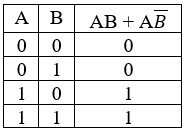 A B AB + AB̅
0 0 0
0 1 0
1 0 1
1 1 1